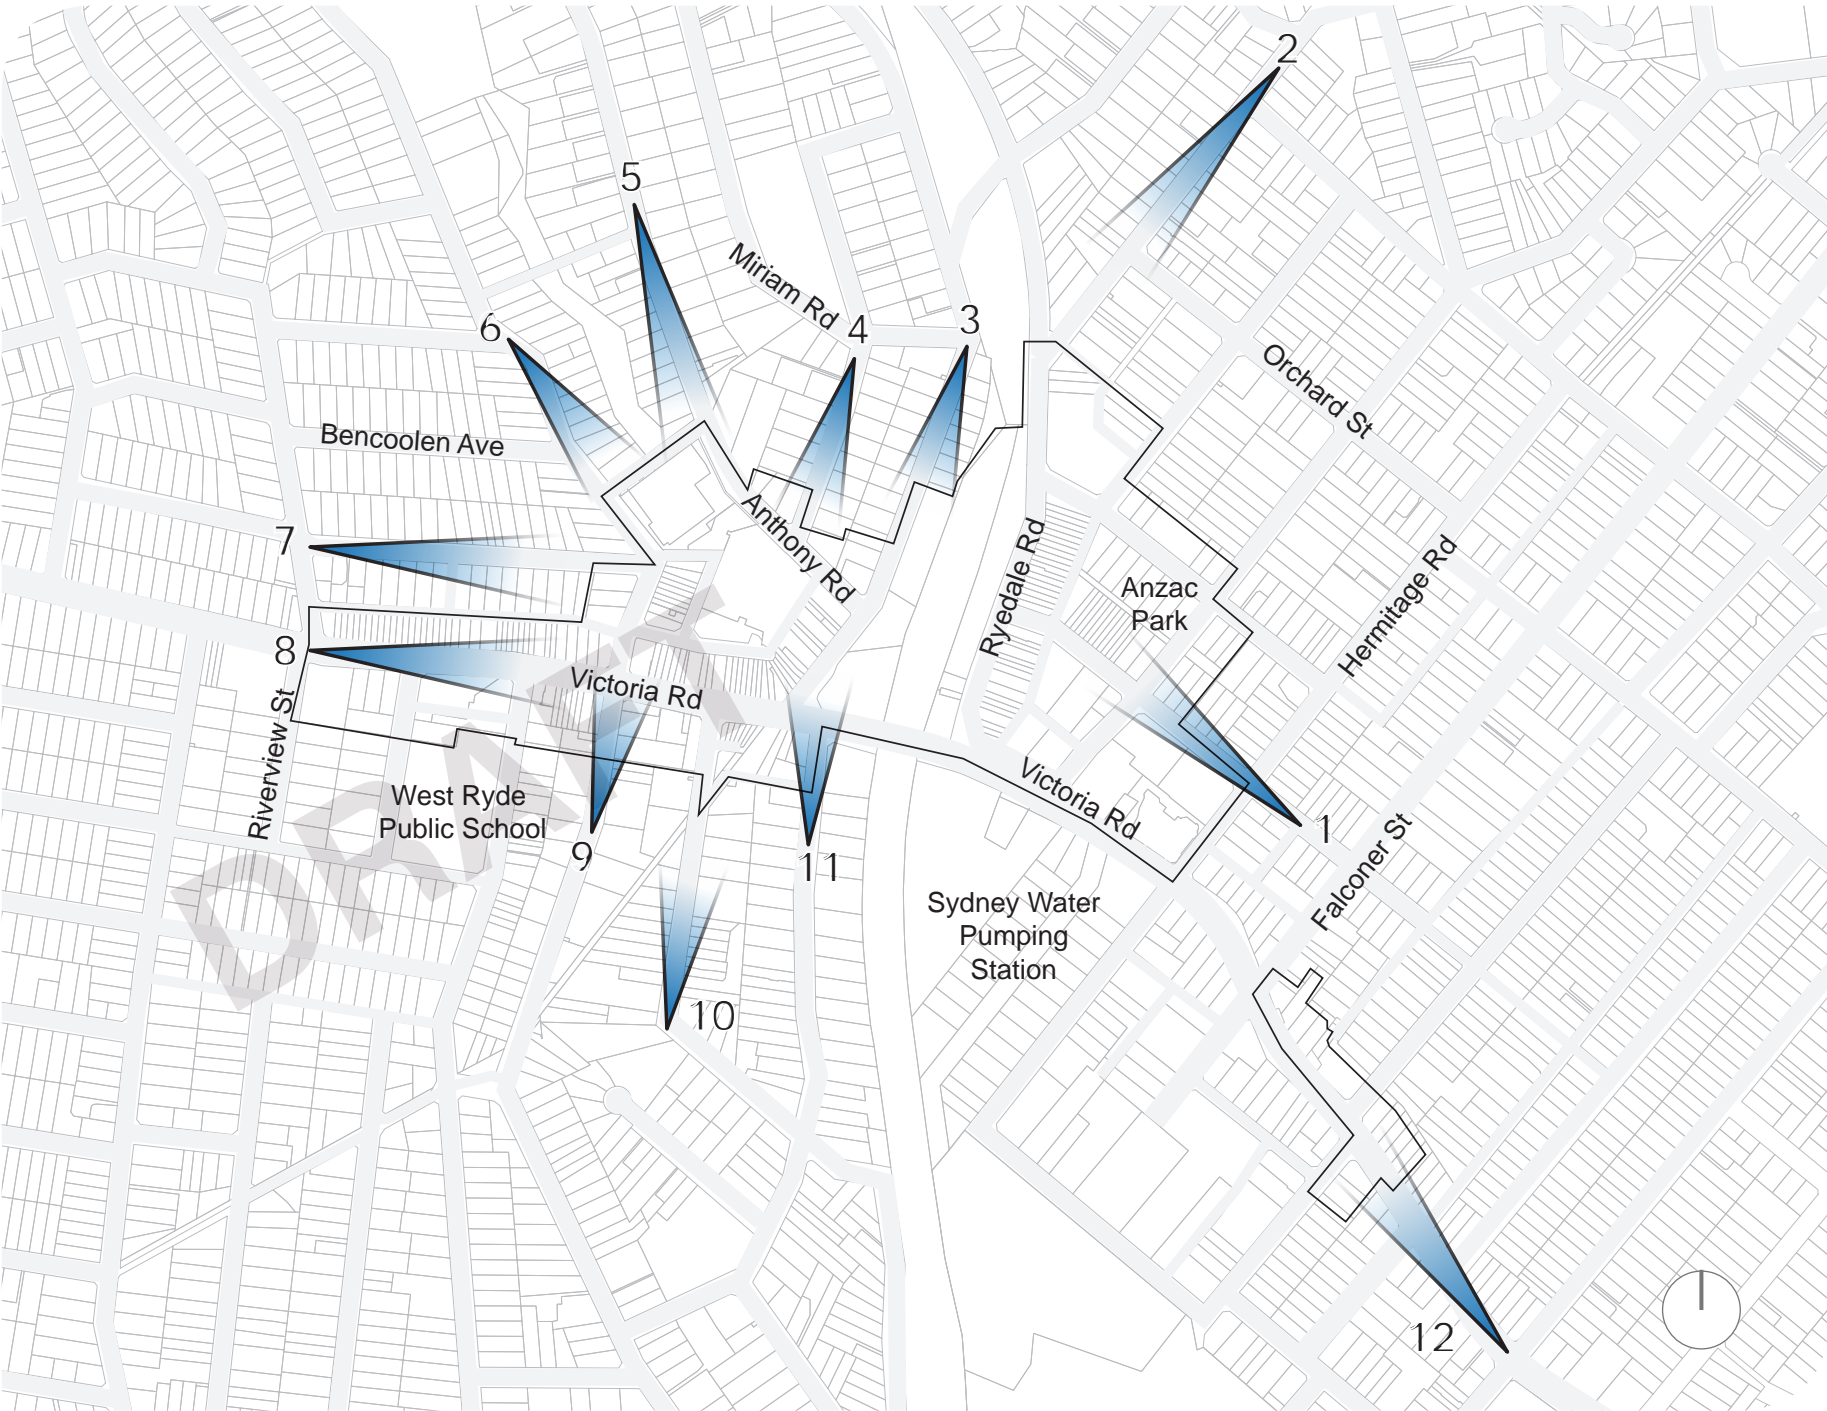 2
5
Miriam Rd
6
4
3
Orchard St
Bencoolen Ave
Anthony Rd
7
Ryedale Rd
Anzac
Park
Hermitage Rd
8
Victoria Rd
Riverview St
West Ryde
Public School
Victoria Rd
1
9
11
Falconer St
Sydney Water
Pumping
Station
10
12
DRAFT